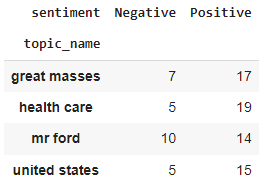 sentiment Negative Positive
topic_name
great masses 7 17
health care 5 19
mr ford 10 14
united states 5 15